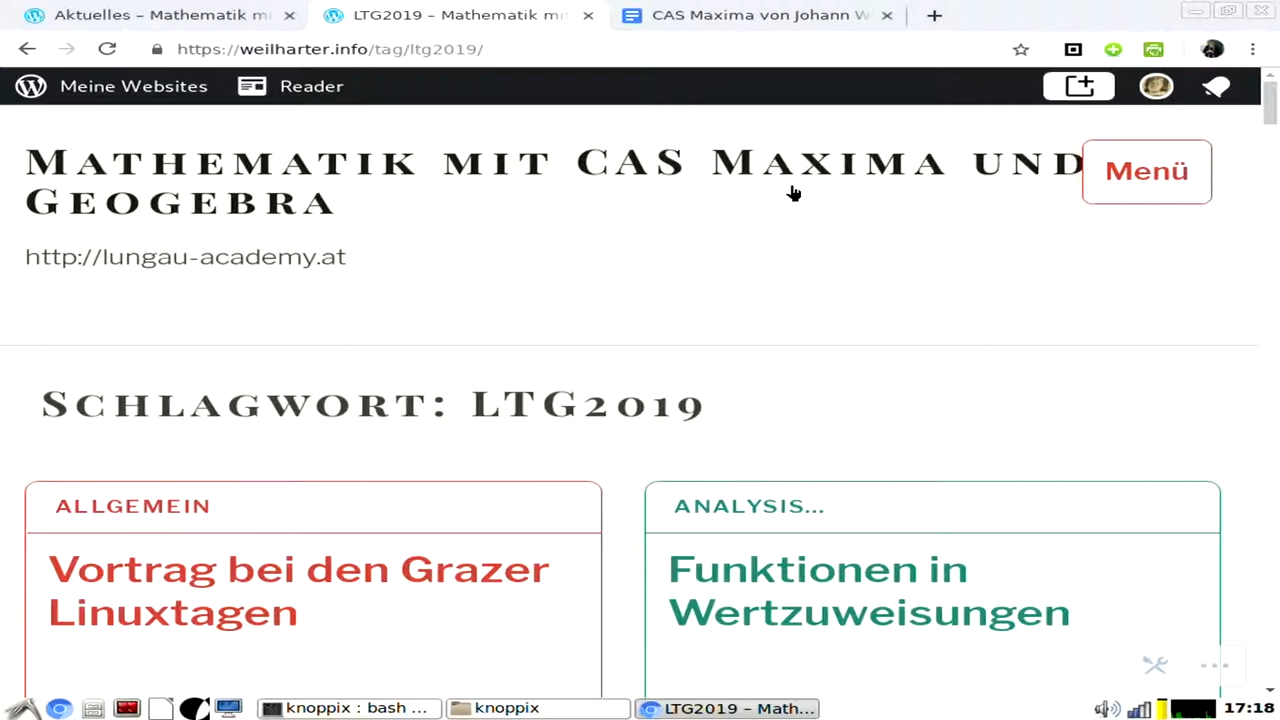 Aktuelles – Mathematik mi
LTG2019 – Mathematik mi
CAS Maxima von Johann W
https://weilharter.info/tag/ltg2019/
Meine Websites
Reader
Mathematik mit CAS Maxima und
Geogebra
Menü
http://lungau-academy.at
Schlagwort: LTG2019
ALLGEMEIN
Vortrag bei den Grazer
Linuxtagen
ANALYSIS...
Funktionen in
Wertzuweisungen
knoppix : bash ...
knoppix
LTG2019 – Math...
17:18